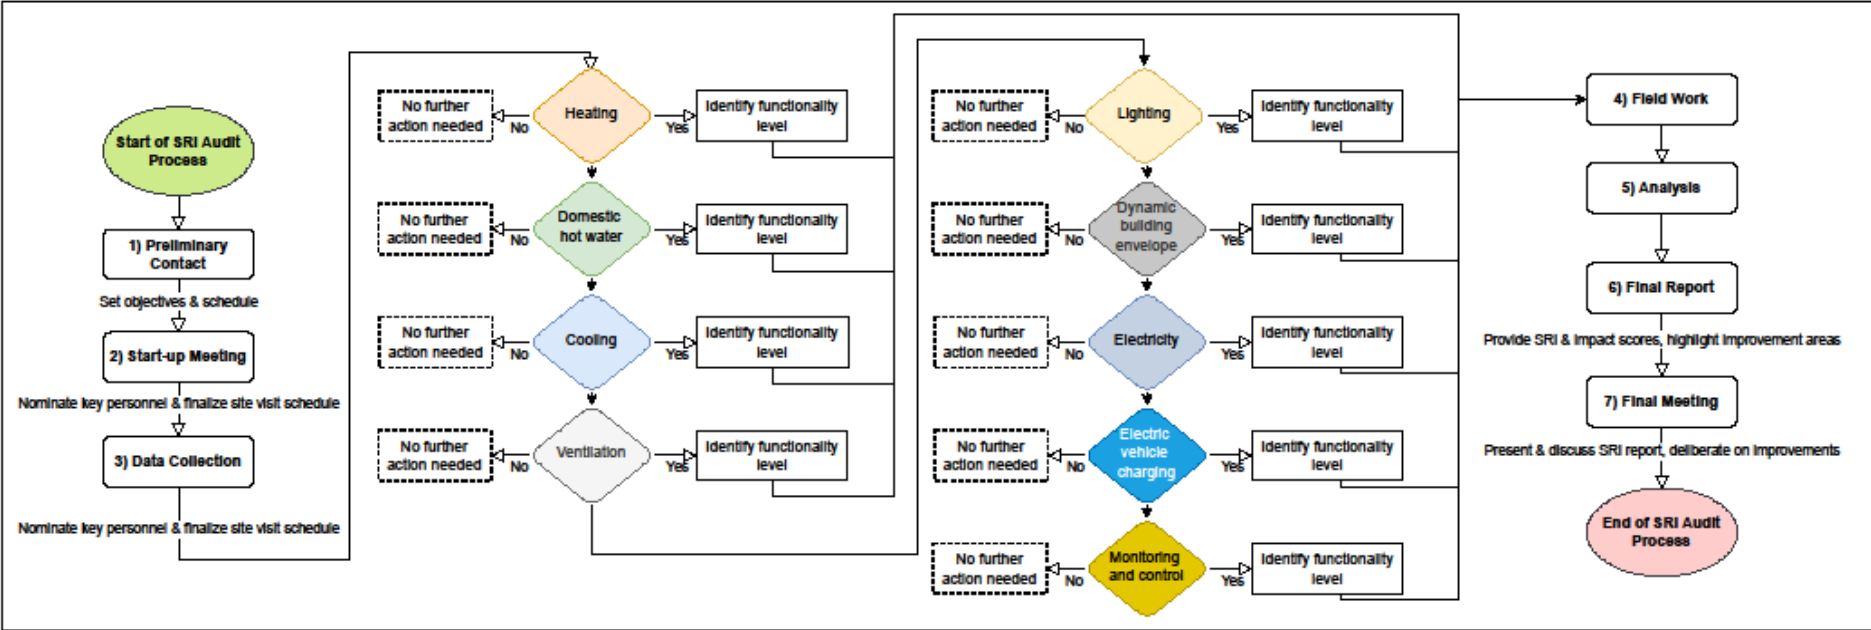 Start of SRI Audit
Process
1) Preliminary
Contact
Set objectives & schedule
2) Start-up Meeting
Nominate key personnel & finalize site visit schedule
3) Data Collection
Nominate key personnel & finalize site visit schedule
No further
action needed
No
Heating
Yes
Identify functionality
level
No further
action needed
No
Domestic
hot water
Yes
Identify functionality
level
No further
action needed
No
Cooling
Yes
Identify functionality
level
No further
action needed
No
Ventilation
Yes
Identify functionality
level
No further
action needed
No
Lighting
Yes
Identify functionality
level
No further
action needed
No
Dynamic
building
envelope
Yes
Identify functionality
level
No further
action needed
No
Electricity
Yes
Identify functionality
level
No further
action needed
No
Electric
vehicle
charging
Yes
Identify functionality
level
No further
action needed
No
Monitoring
and control
Yes
Identify functionality
level
4) Field Work
5) Analysis
6) Final Report
Provide SRI & impact scores, highlight improvement areas
7) Final Meeting
Present & discuss SRI report, deliberate on improvements
End of SRI Audit
Process